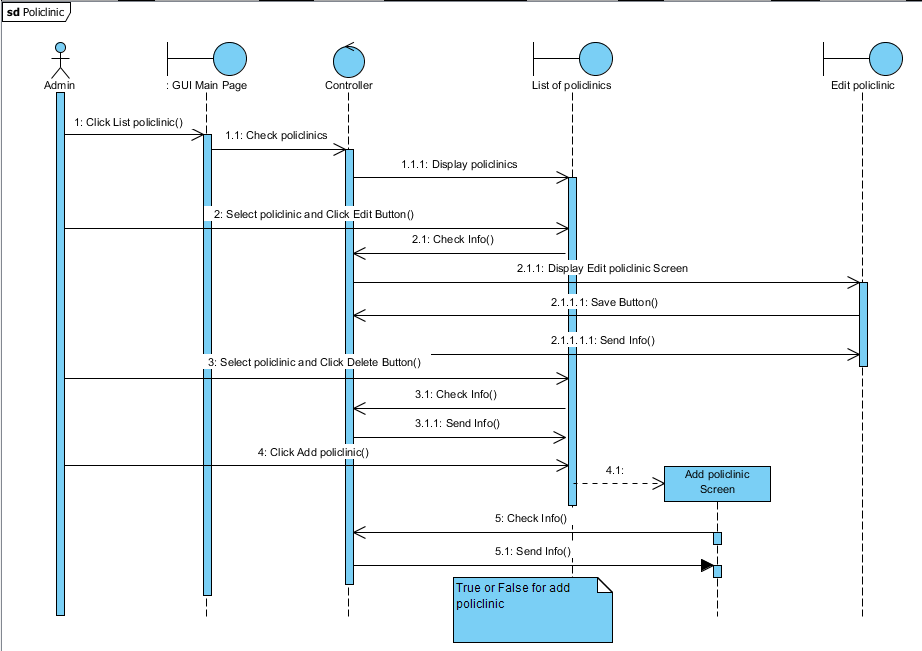 sd Policlinic
Admin
: GUI Main Page
Controller
List of policlinics
Edit policlinic
1: Click List policlinic()
1.1: Check policlinics
1.1.1: Display policlinics
2: Select policlinic and Click Edit Button()
2.1: Check Info()
2.1.1: Display Edit policlinic Screen
2.1.1.1: Save Button()
2.1.1.1.1: Send Info()
3: Select policlinic and Click Delete Button()
3.1: Check Info()
3.1.1: Send Info()
4: Click Add policlinic()
4.1:
Add policlinic
Screen
5: Check Info()
5.1: Send Info()
True or False for add
policlinic